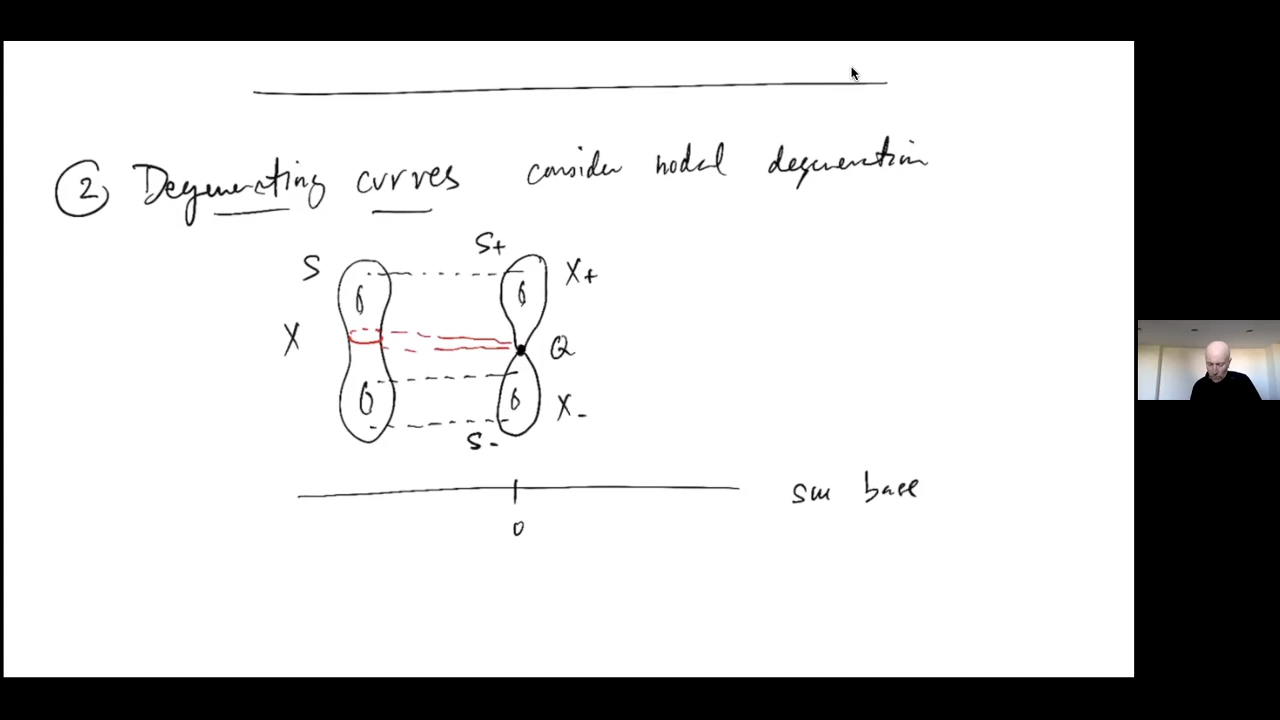 ② Degenerating curves consider nodal degeneration
S S+ X+
X Q
X-
S-
sm base
0